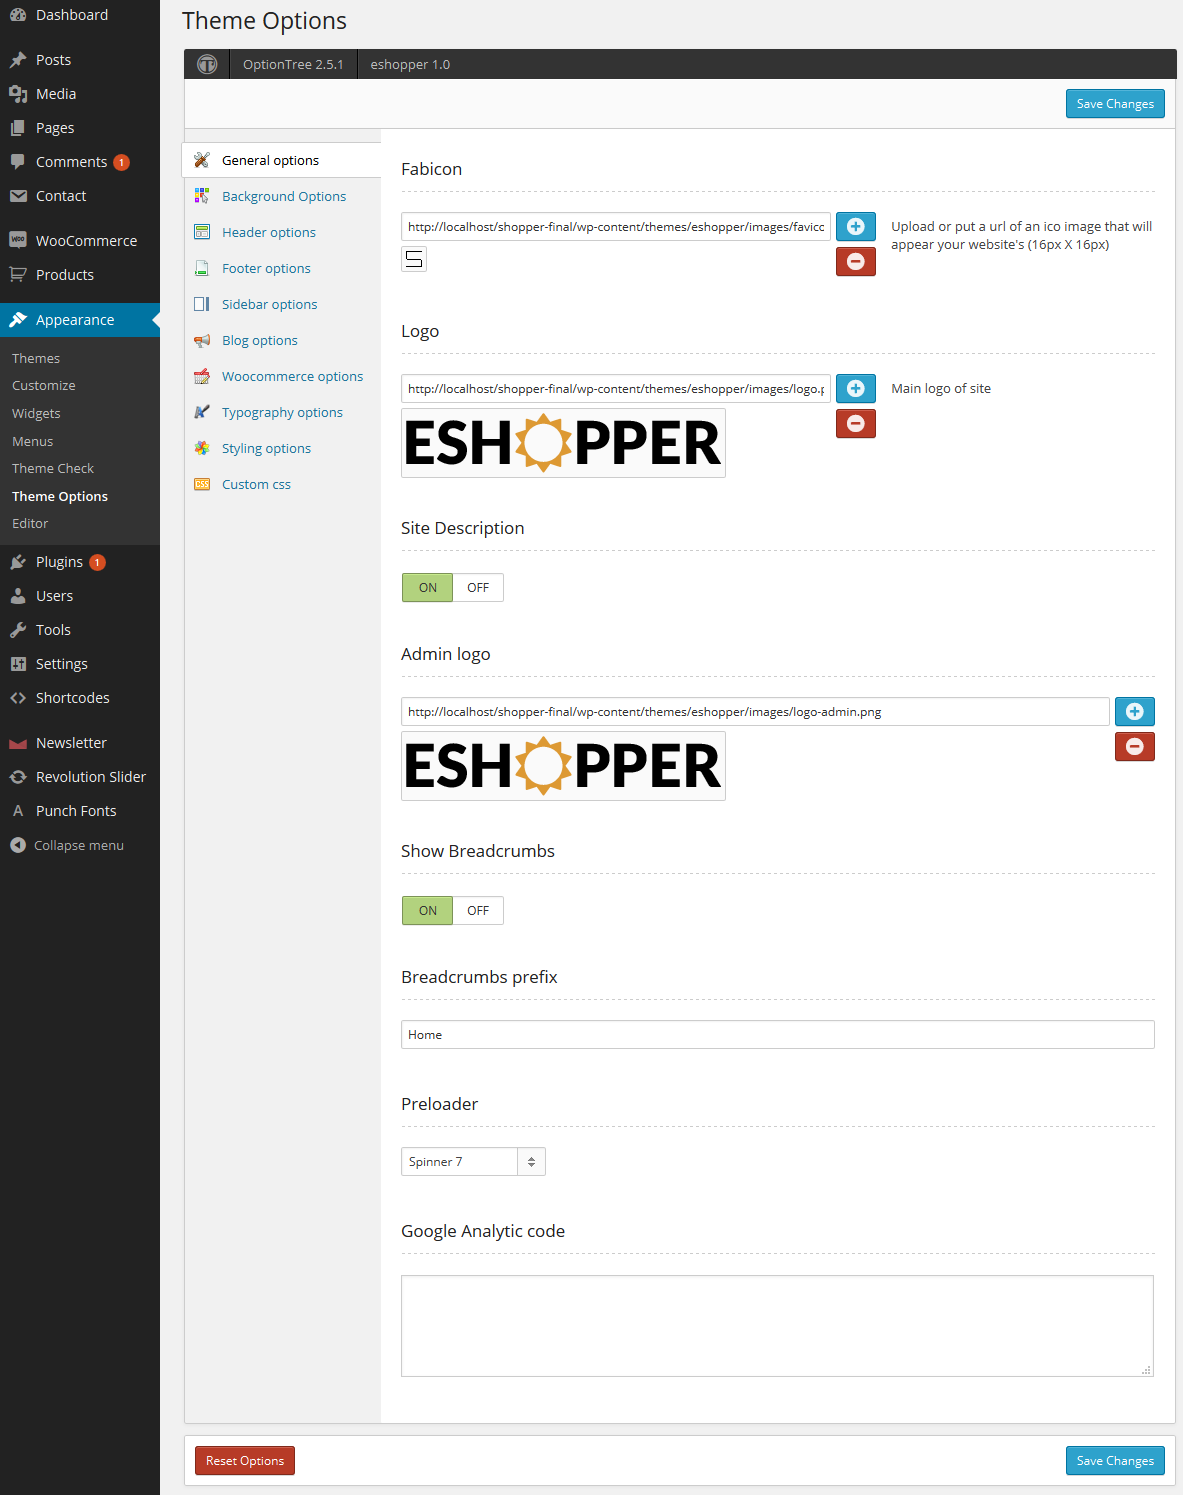 Dashboard
Posts
Media
Pages
Comments 1
Contact
WooCommerce
Products
Appearance
Themes
Customize
Widgets
Menus
Theme Check
Theme Options
Editor
Plugins 1
Users
Tools
Settings
Shortcodes
Newsletter
Revolution Slider
Punch Fonts
Collapse menu
Theme Options
OptionTree 2.5.1
eshopper 1.0
Save Changes
General options
Background Options
Header options
Footer options
Sidebar options
Blog options
Woocommerce options
Typography options
Styling options
Custom css
Fabicon
http://localhost/shopper-final/wp-content/themes/eshopper/images/favicc
Upload or put a url of an ico image that will
appear your website's (16px X 16px)
Logo
http://localhost/shopper-final/wp-content/themes/eshopper/images/logo.p
Main logo of site
ESHOPPER
Site Description
ON OFF
Admin logo
http://localhost/shopper-final/wp-content/themes/eshopper/images/logo-admin.png
ESHOPPER
Show Breadcrumbs
ON OFF
Breadcrumbs prefix
Home
Preloader
Spinner 7
Google Analytic code
Reset Options
Save Changes